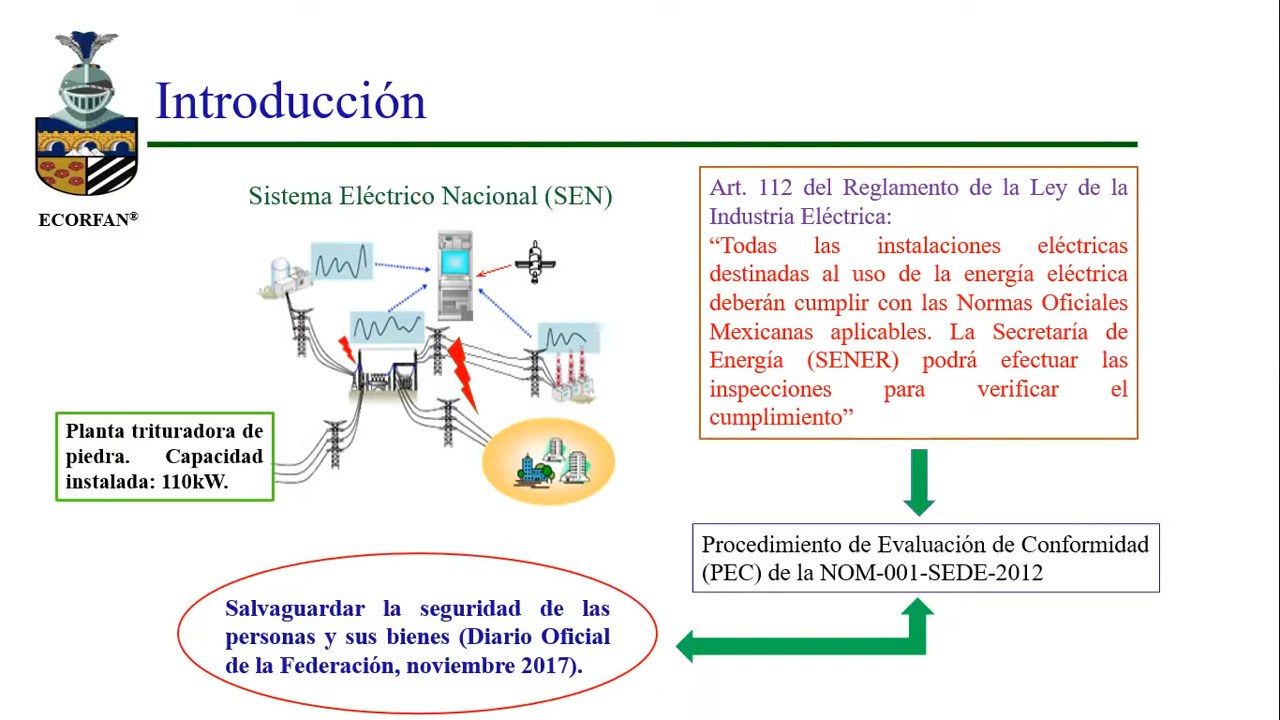 Introducción
ECORFAN®
Sistema Eléctrico Nacional (SEN)
Planta trituradora de
piedra. Capacidad
instalada: 110kW.
Art. 112 del Reglamento de la Ley de la
Industria Eléctrica:
“Todas las instalaciones eléctricas
destinadas al uso de la energía eléctrica
deberán cumplir con las Normas Oficiales
Mexicanas aplicables. La Secretaría de
Energía (SENER) podrá efectuar las
inspecciones para verificar el
cumplimiento”
Procedimiento de Evaluación de Conformidad
(PEC) de la NOM-001-SEDE-2012
Salvaguardar la seguridad de las
personas y sus bienes (Diario Oficial
de la Federación, noviembre 2017).